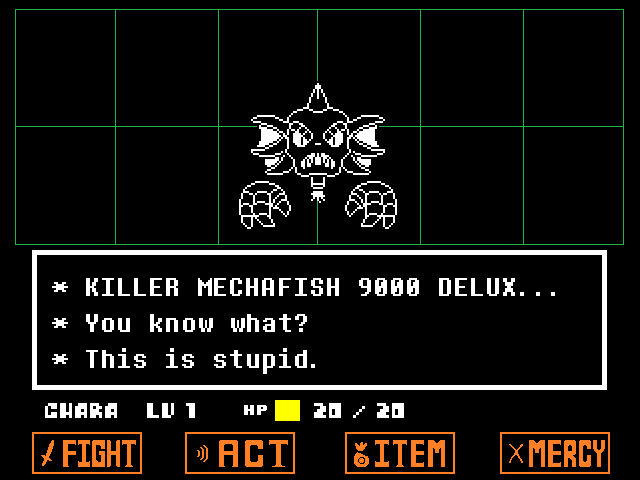 * KILLER MECHAFISH 9000 DELUX...
* You know what?
* This is stupid.
CHARA LV 1 HP 20 / 20
FIGHT ACT ITEM MERCY